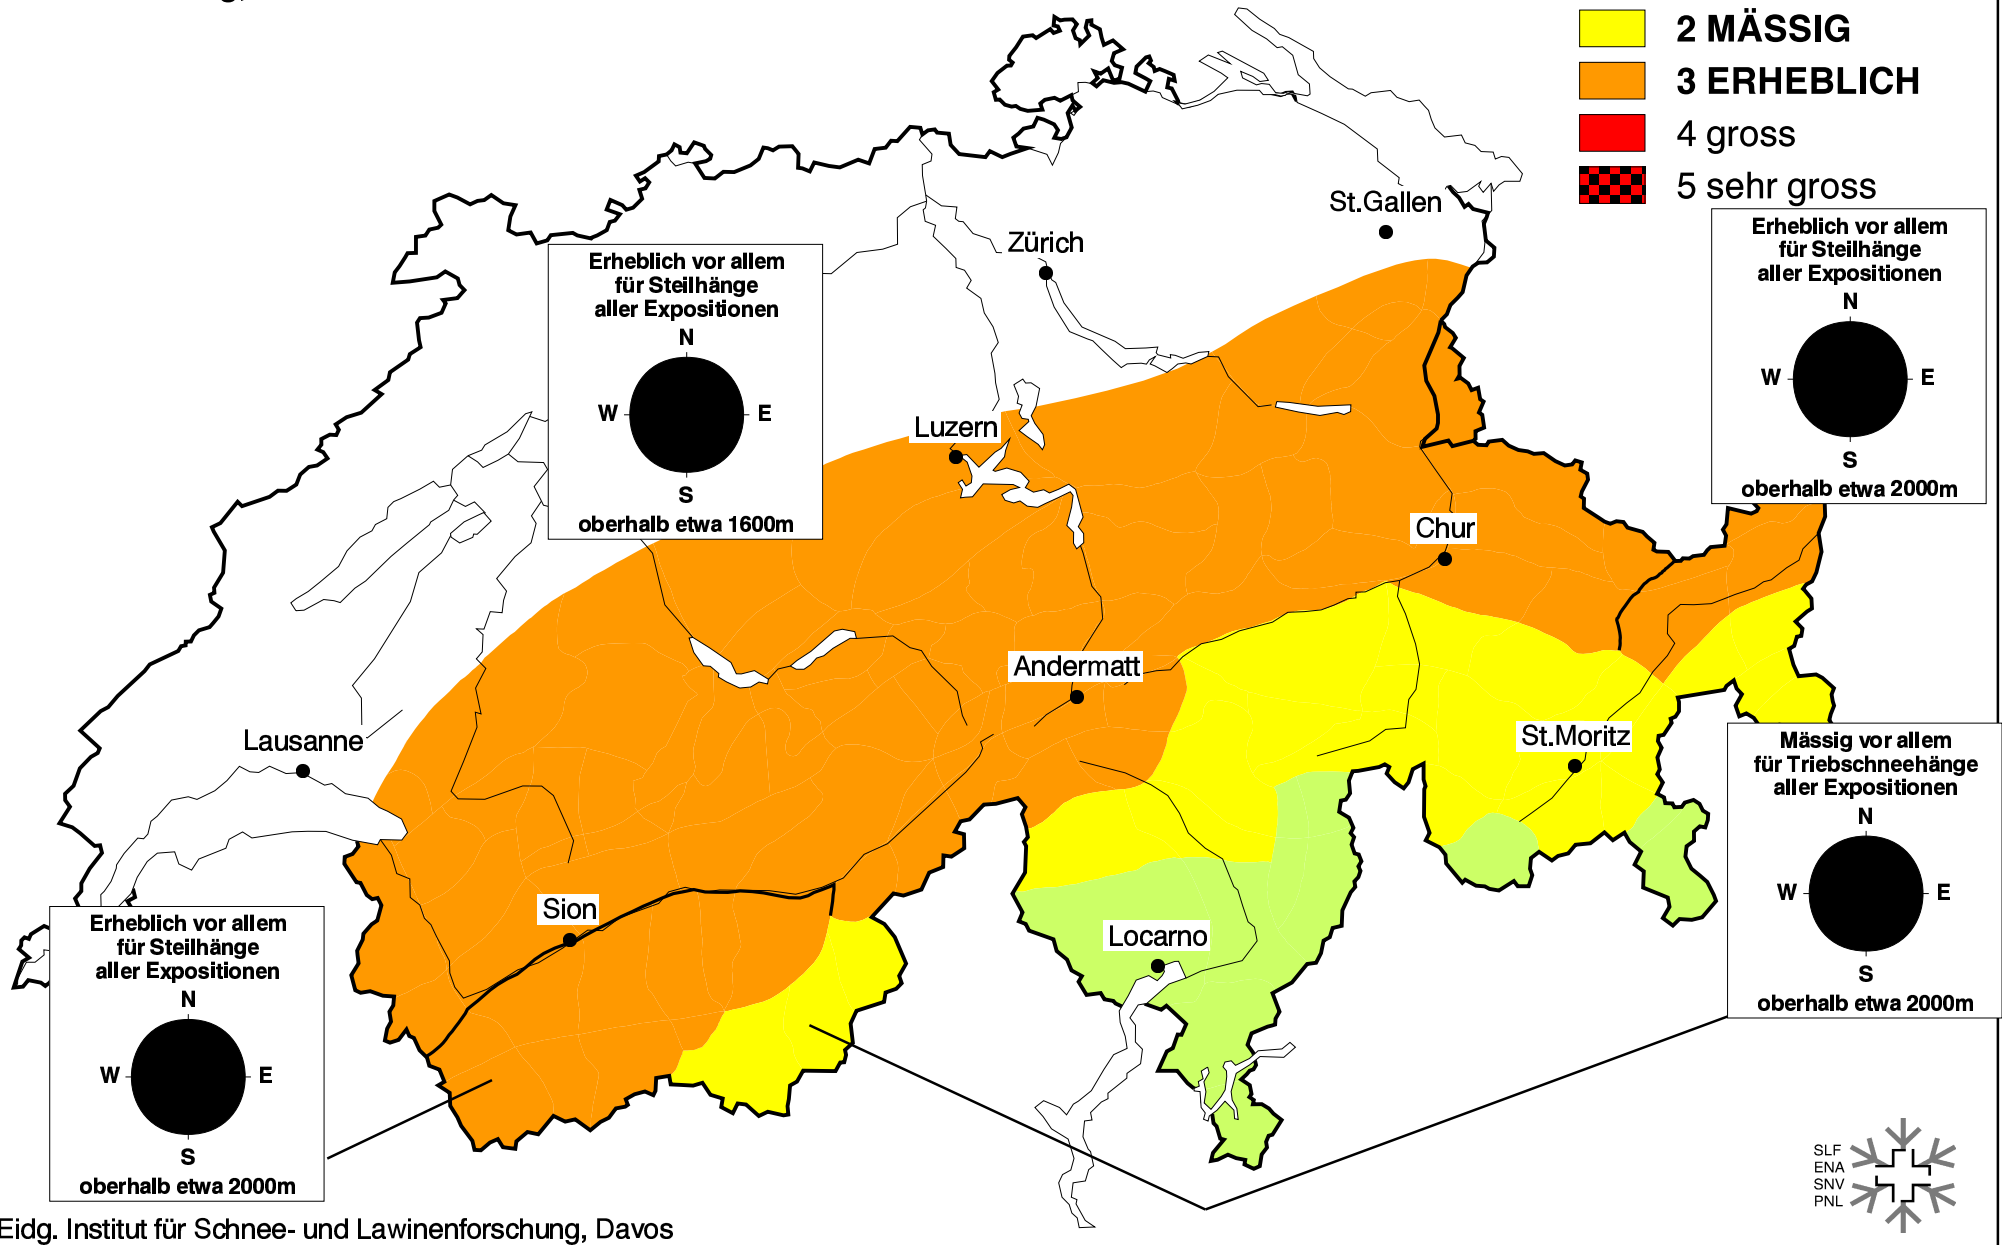 2 MÄSSIG
3 ERHEBLICH
4 gross
5 sehr gross
St.Gallen
Zürich
Erheblich vor allem
für Steilhänge
aller Expositionen
N
W
E
S
oberhalb etwa 2000m
Erheblich vor allem
für Steilhänge
aller Expositionen
N
W
E
S
oberhalb etwa 1600m
Luzern
Chur
Andermatt
Lausanne
St.Moritz
Sion
Locarno
Mässig vor allem
für Triebschneehänge
aller Expositionen
N
W
E
S
oberhalb etwa 2000m
Erheblich vor allem
für Steilhänge
aller Expositionen
N
W
E
S
oberhalb etwa 2000m
SLF
ENA
SNV
PNL
Eidg. Institut für Schnee- und Lawinenforschung, Davos